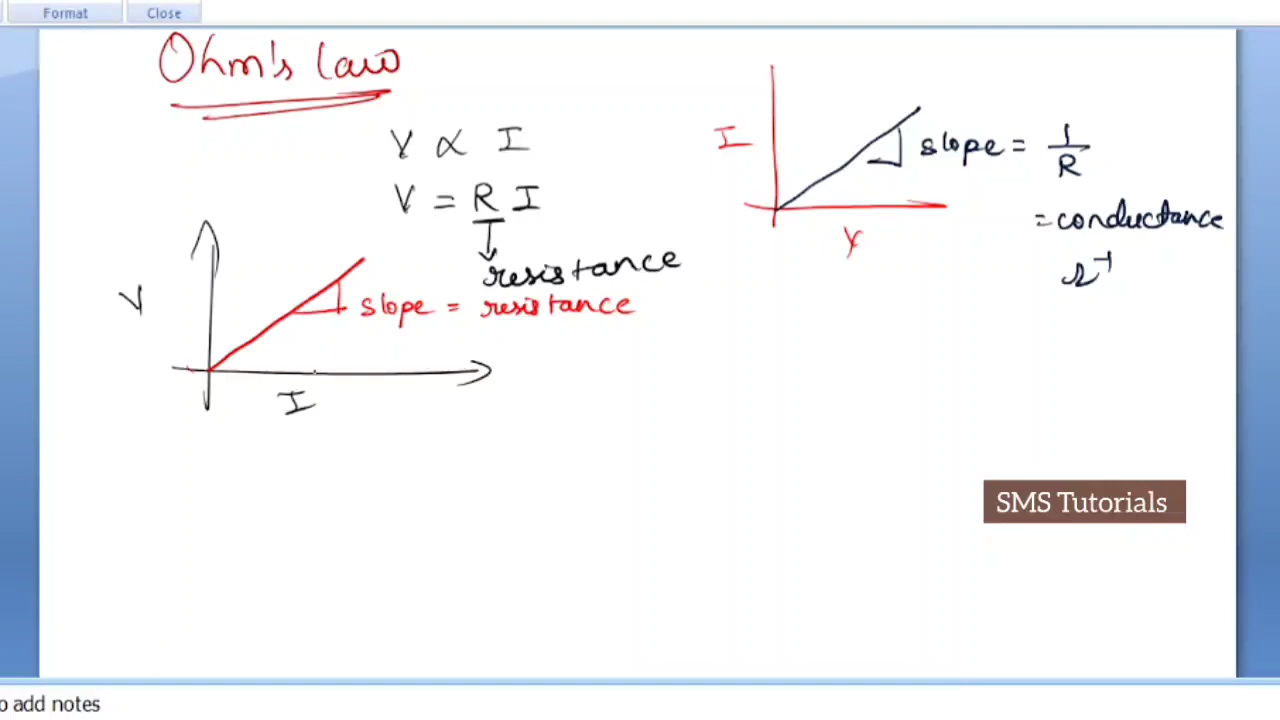 Format Close
Ohm's law
V ∝ I
V = R I
resistance
slope = resistance
V
I
I
slope = 1/R
= conductance
Ω⁻¹
V
SMS Tutorials
o add notes